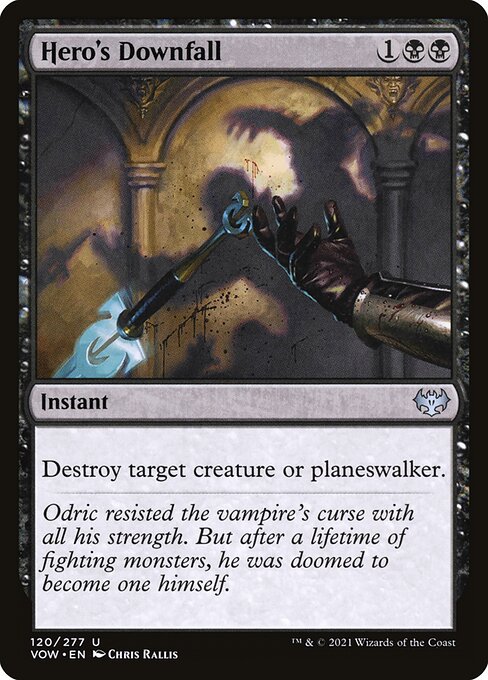 Hero's Downfall 1
Instant
Destroy target creature or planeswalker.
Odric resisted the vampire's curse with
all his strength. But after a lifetime of
fighting monsters, he was doomed to
become one himself.
120/277 U
VOW • EN Chris Rallis
™ & © 2021 Wizards of the Coast